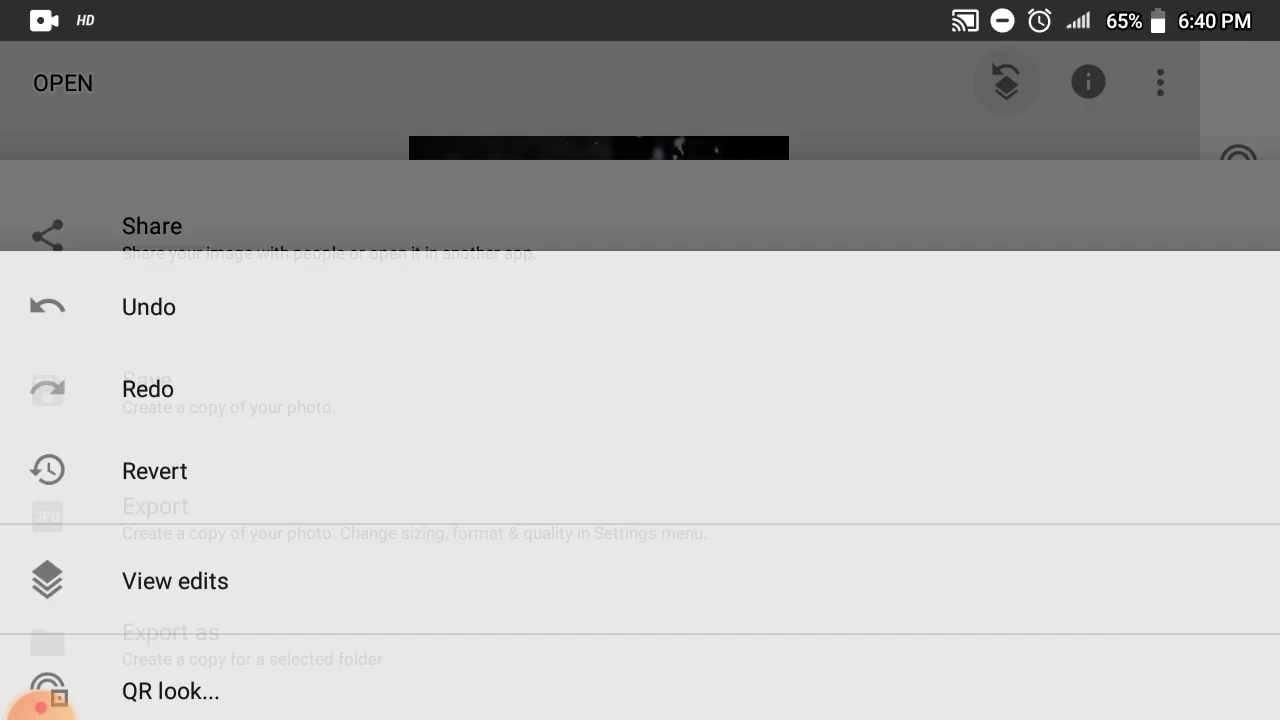 HD
65%
6:40 PM
OPEN
Share
Share your image with people or open it in another app.
Undo
Save
Redo
Create a copy of your photo.
Revert
Export
JPG
Create a copy of your photo. Change sizing, format & quality in Settings menu.
View edits
Export as
Create a copy for a selected folder
QR look...